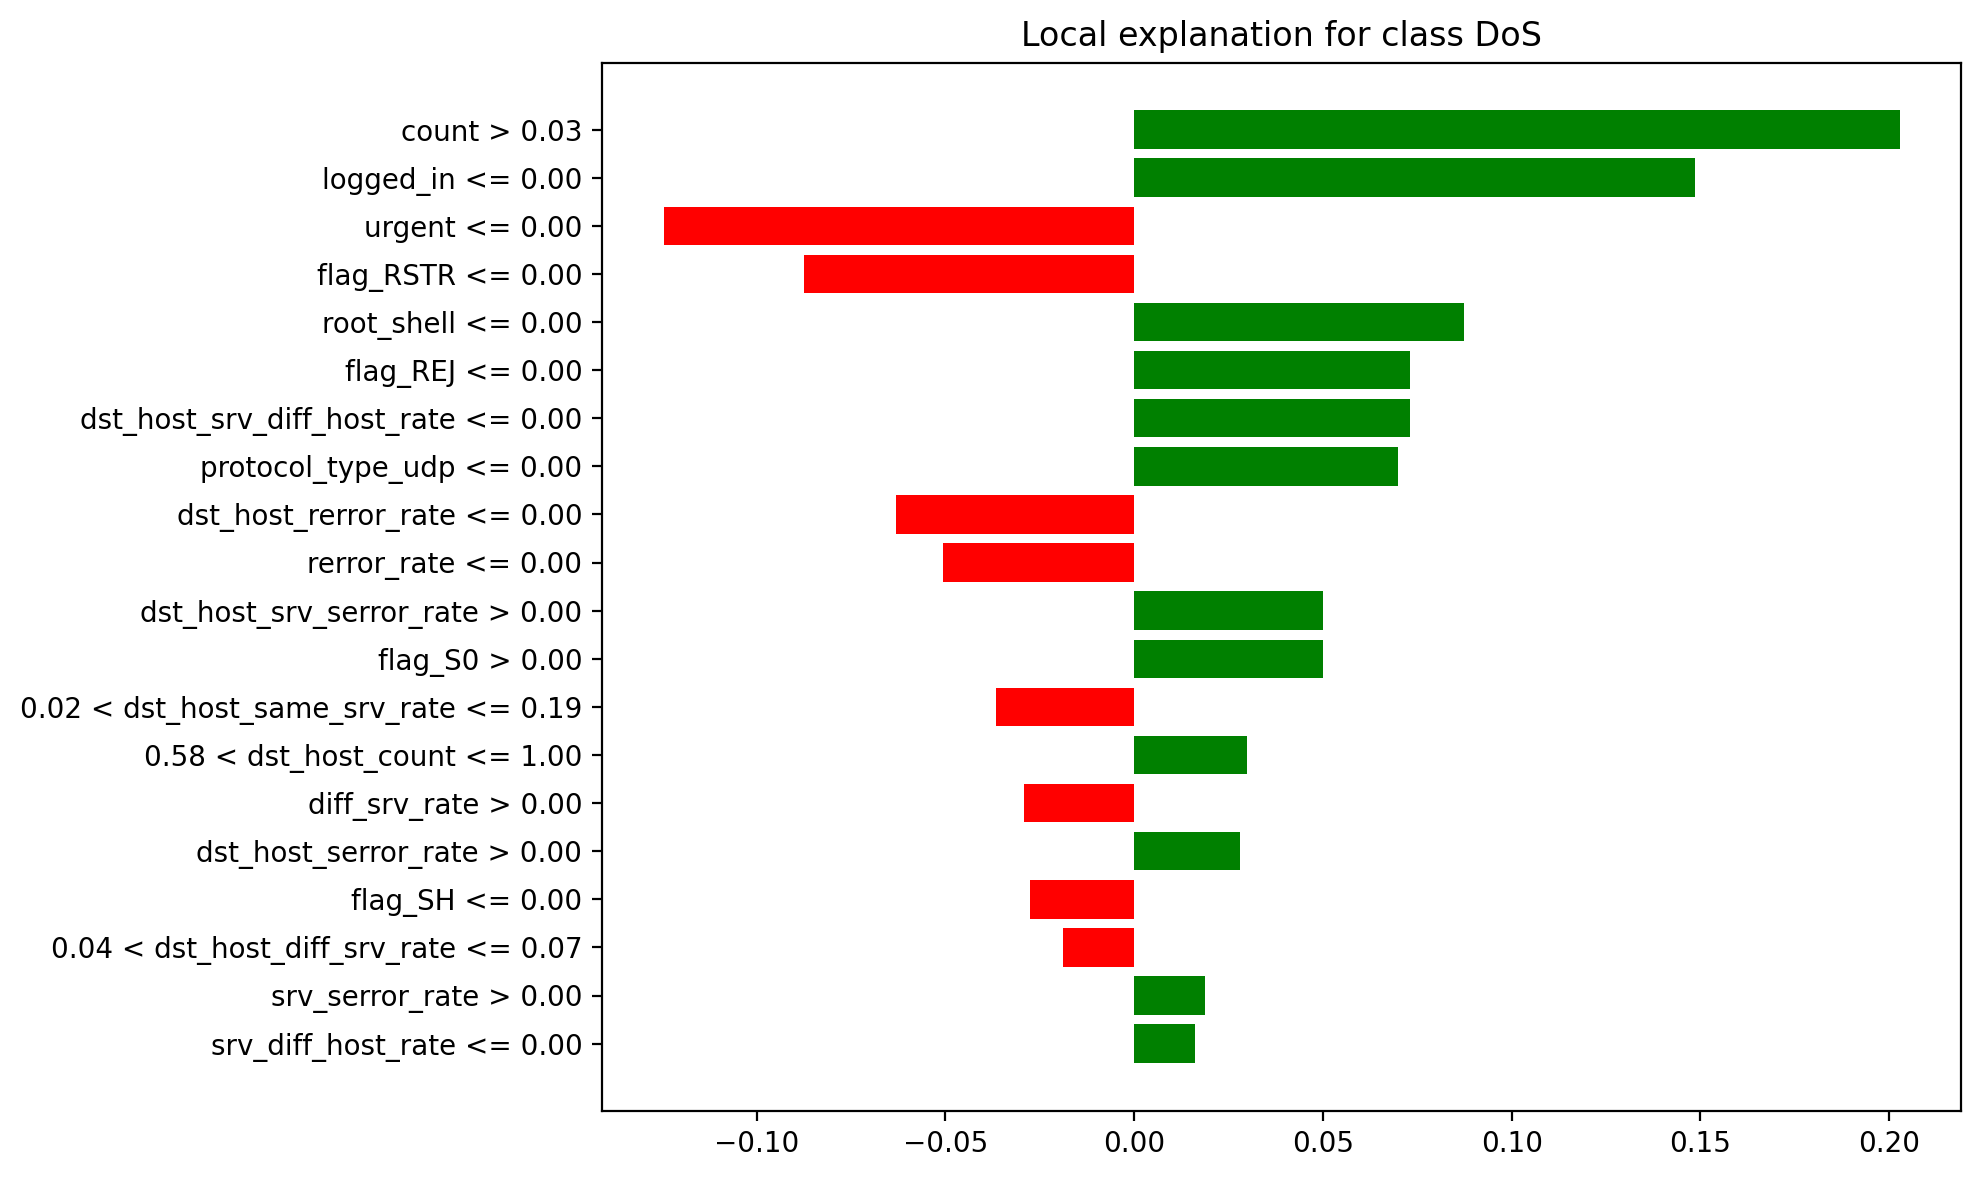 Local explanation for class DoS
count > 0.03
logged_in <= 0.00
urgent <= 0.00
flag_RSTR <= 0.00
root_shell <= 0.00
flag_REJ <= 0.00
dst_host_srv_diff_host_rate <= 0.00
protocol_type_udp <= 0.00
dst_host_rerror_rate <= 0.00
rerror_rate <= 0.00
dst_host_srv_serror_rate > 0.00
flag_S0 > 0.00
0.02 < dst_host_same_srv_rate <= 0.19
0.58 < dst_host_count <= 1.00
diff_srv_rate > 0.00
dst_host_serror_rate > 0.00
flag_SH <= 0.00
0.04 < dst_host_diff_srv_rate <= 0.07
srv_serror_rate > 0.00
srv_diff_host_rate <= 0.00
−0.10 −0.05 0.00 0.05 0.10 0.15 0.20